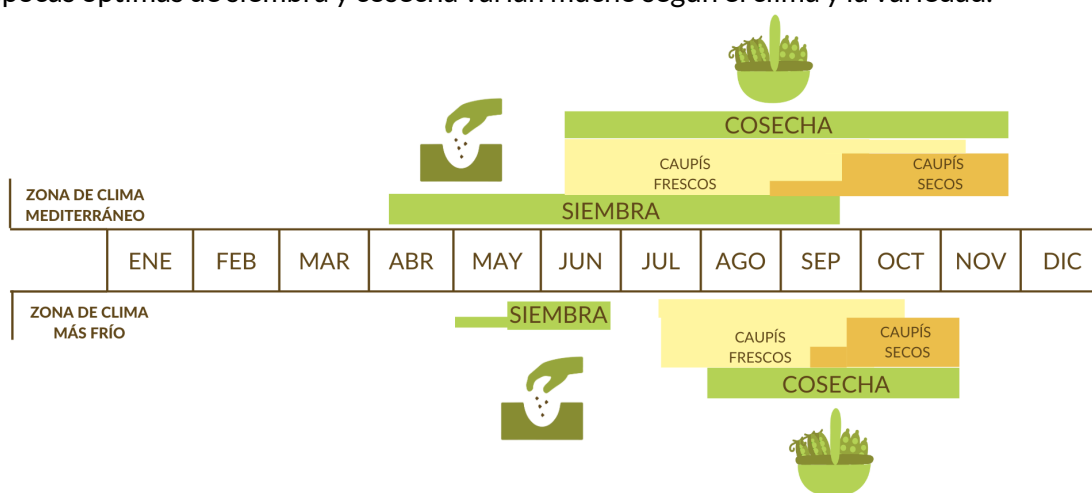 pocas óptimas de siembra y cosecha varían mucho según el clima y la variedad.
COSECHA
CAUPÍS
FRESCOS
CAUPÍS
SECOS
ZONA DE CLIMA
MEDITERRÁNEO
SIEMBRA
ENE FEB MAR ABR MAY JUN JUL AGO SEP OCT NOV DIC
ZONA DE CLIMA
MÁS FRÍO
SIEMBRA
CAUPÍS
FRESCOS
CAUPÍS
SECOS
COSECHA